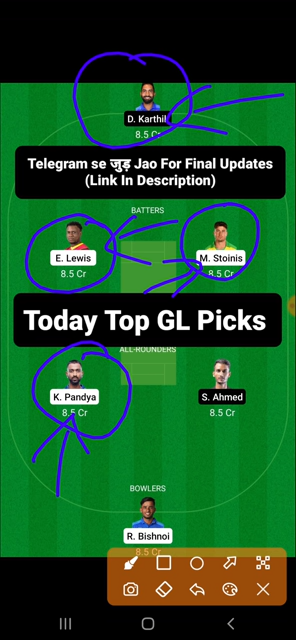 D. Karthik
8.5 Cr
Telegram se जुड़ Jao For Final Updates
(Link In Description)
BATTERS
E. Lewis
M. Stoinis
8.5 Cr
8.5 Cr
Today Top GL Picks
ALL-ROUNDERS
K. Pandya
S. Ahmed
8.5 Cr
8.5 Cr
BOWLERS
R. Bishnoi
8.5 Cr